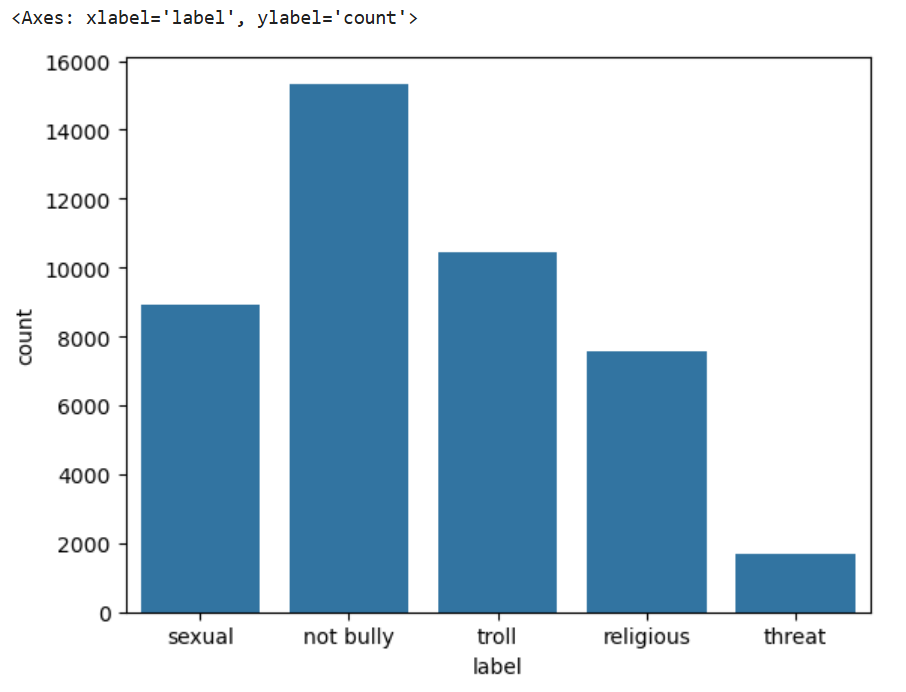 <Axes: xlabel='label', ylabel='count'>
16000
14000
12000
10000
8000
6000
4000
2000
0
count
sexual not bully troll religious threat
label